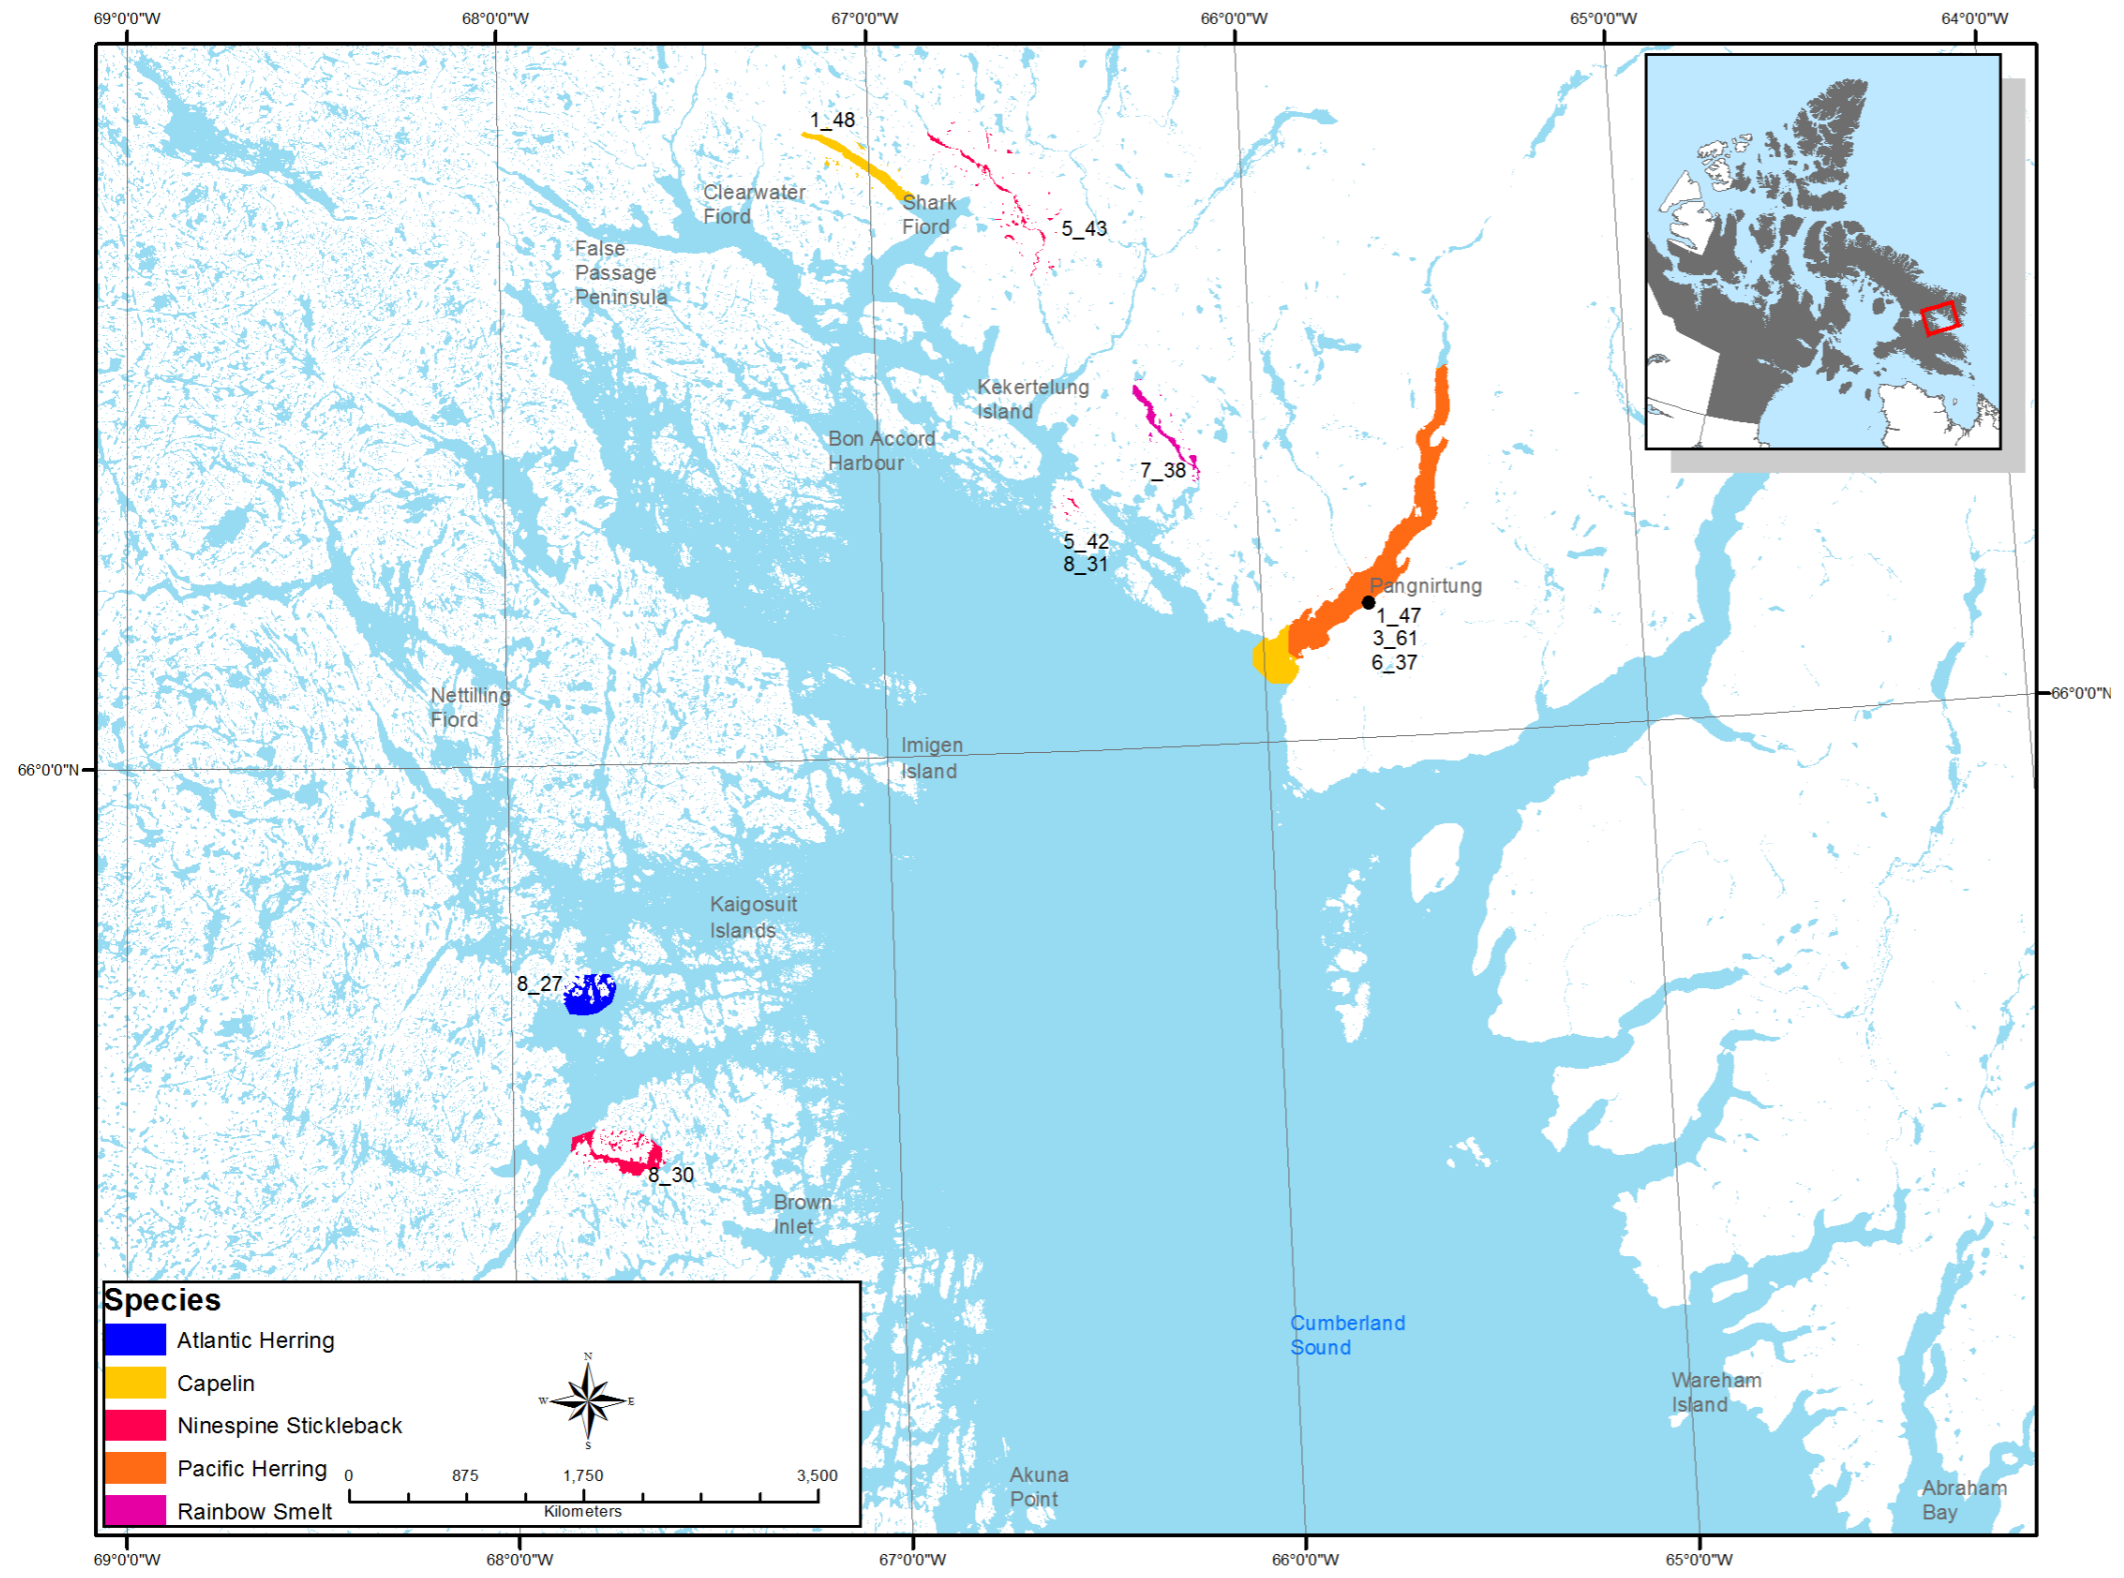 69°0'0"W
68°0'0"W
67°0'0"W
66°0'0"W
65°0'0"W
64°0'0"W
1_48
Clearwater
Fiord
Shark
Fiord
5_43
False
Passage
Peninsula
Kekertelung
Island
Bon Accord
Harbour
7_38
5_42
8_31
Pangnirtung
1_47
3_61
6_37
Nettilling
Fiord
66°0'0"N
Imigen
Island
66°0'0"N
Kaigosuit
Islands
8_27
8_30
Brown
Inlet
Cumberland
Sound
Wareham
Island
Akuna
Point
Abraham
Bay
Species
Atlantic Herring
Capelin
Ninespine Stickleback
Pacific Herring
Rainbow Smelt
N
W E
S
0 875 1,750 3,500
Kilometers
69°0'0"W
68°0'0"W
67°0'0"W
66°0'0"W
65°0'0"W